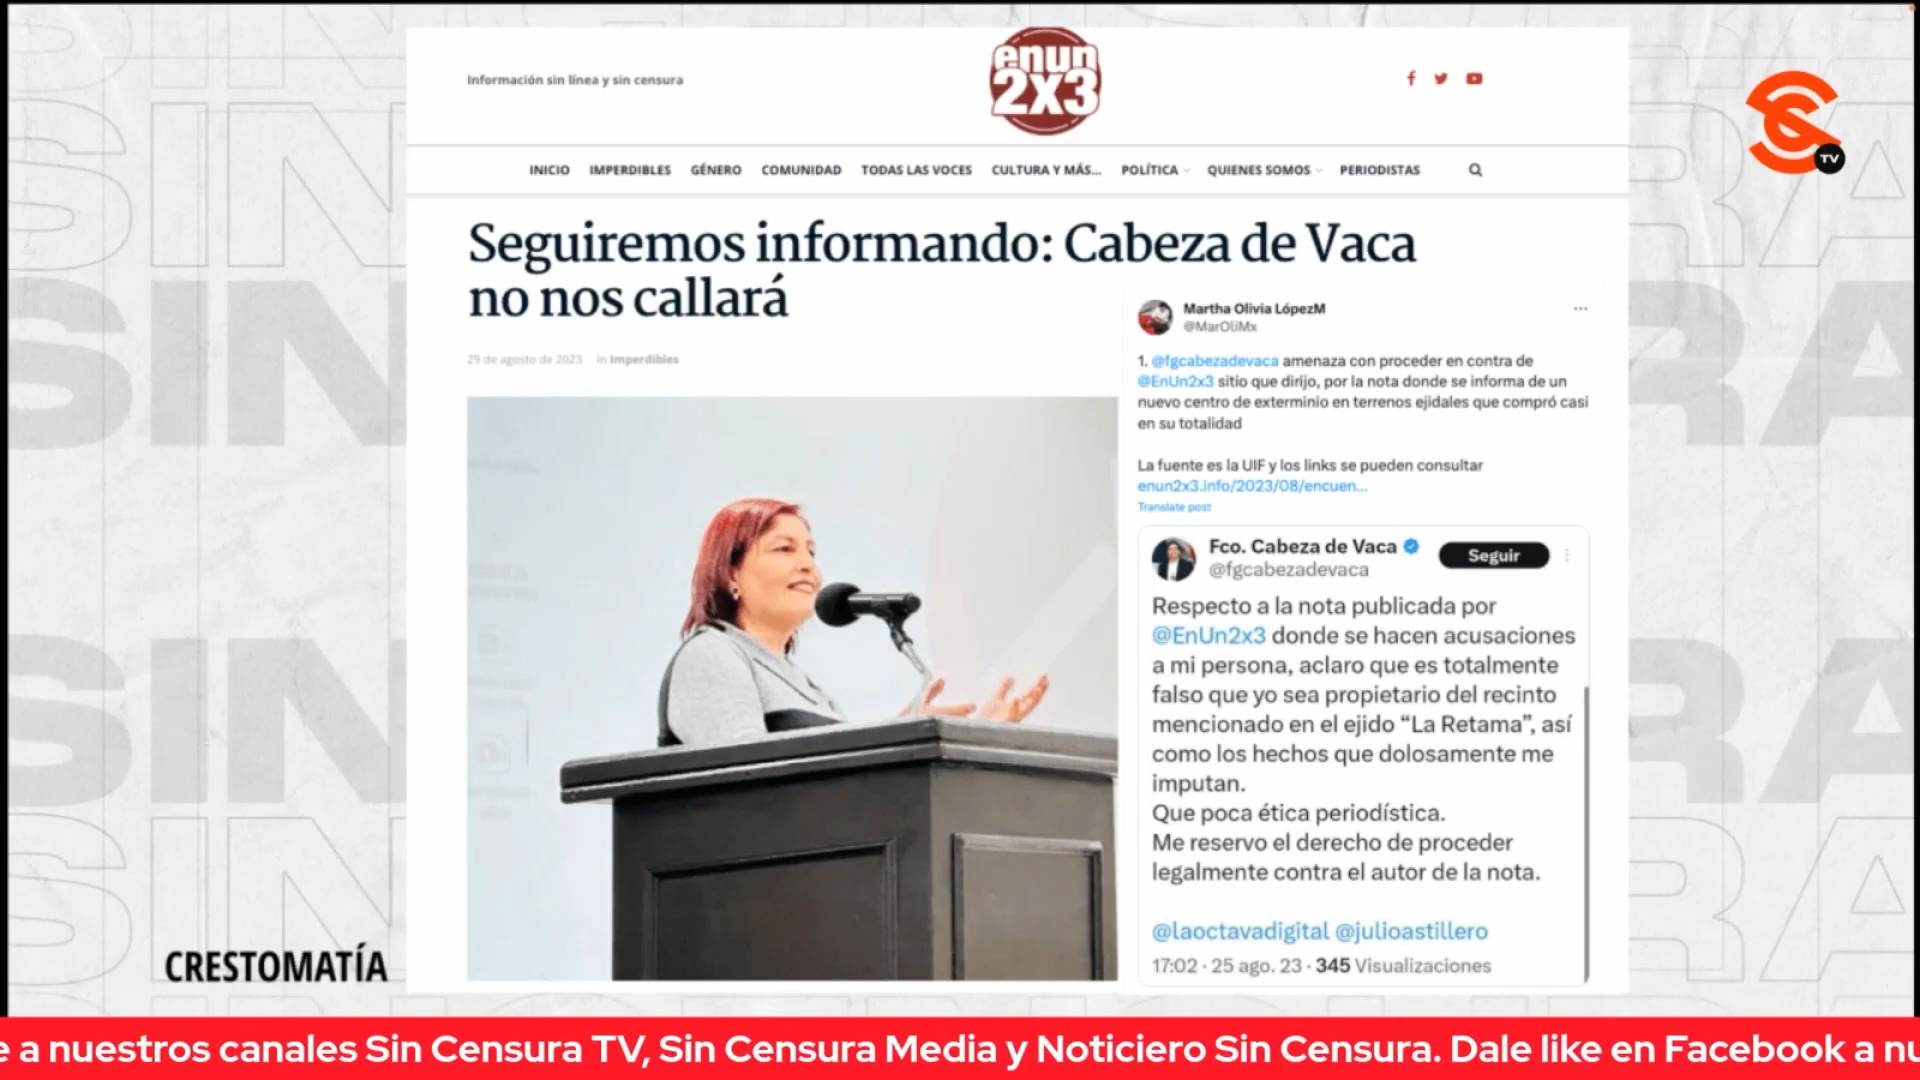 Información sin línea y sin censura
enun
2x3
TV
INICIO IMPERDIBLES GÉNERO COMUNIDAD TODAS LAS VOCES CULTURA Y MÁS... POLÍTICA QUIENES SOMOS PERIODISTAS
Seguiremos informando: Cabeza de Vaca
no nos callará
29 de agosto de 2023 in Imperdibles
Martha Olivia LópezM
@MarOliMx
1. @fgcabezadevaca amenaza con proceder en contra de
@EnUn2x3 sitio que dirijo, por la nota donde se informa de un
nuevo centro de exterminio en terrenos ejidales que compró casi
en su totalidad
La fuente es la UIF y los links se pueden consultar
enun2x3.info/2023/08/encuen...
Translate post
Fco. Cabeza de Vaca
Seguir
@fgcabezadevaca
Respecto a la nota publicada por
@EnUn2x3 donde se hacen acusaciones
a mi persona, aclaro que es totalmente
falso que yo sea propietario del recinto
mencionado en el ejido “La Retama”, así
como los hechos que dolosamente me
imputan.
Que poca ética periodística.
Me reservo el derecho de proceder
legalmente contra el autor de la nota.
@laoctavadigital @julioastillero
17:02 · 25 ago. 23 · 345 Visualizaciones
CRESTOMATÍA
e a nuestros canales Sin Censura TV, Sin Censura Media y Noticiero Sin Censura. Dale like en Facebook a nu